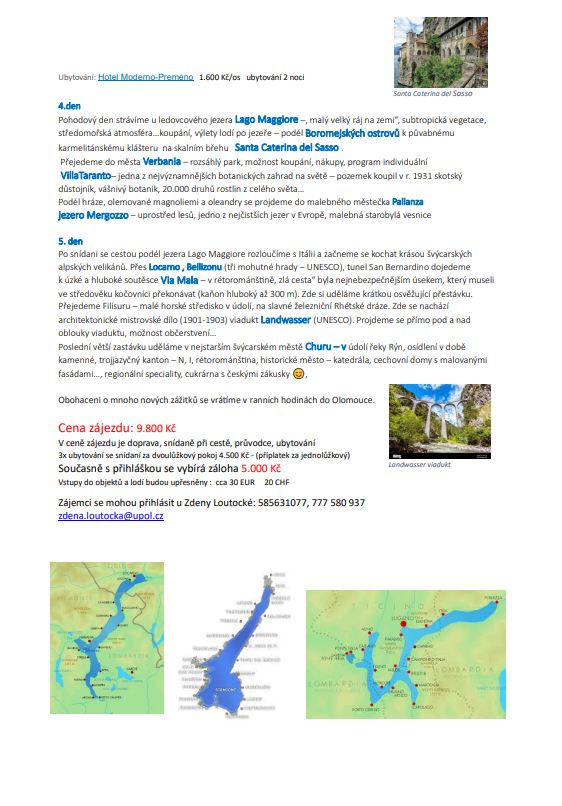 Ubytování: Hotel Moderno-Premeno 1.600 Kč/os ubytování 2 noci
Santa Caterina del Sasso
4.den
Pohodový den strávíme u ledovcového jezera Lago Maggiore –„ malý velký ráj na zemi“, subtropická vegetace,
středomořská atmosféra...koupání, výlety lodí po jezeře – podél Boromejských ostrovů k půvabnému
karmelitánskému klášteru na skalním břehu Santa Caterina del Sasso .
Přejedeme do města Verbania – rozsáhlý park, možnost koupání, nákupy, program individuální
VillaTaranto– jedna z nejvýznamnějších botanických zahrad na světě – pozemek koupil v r. 1931 skotský
důstojník, vášnivý botanik, 20.000 druhů rostlin z celého světa...
Podél hráze, olemované magnoliemi a oleandry se projdeme do malebného městečka Pallanza
jezero Mergozzo – uprostřed lesů, jedno z nejčistších jezer v Evropě, malebná starobylá vesnice
5. den
Po snídani se cestou podél jezera Lago Maggiore rozloučíme s Itálii a začneme se kochat krásou švýcarských
alpských velikánů. Přes Locarno , Bellizonu (tři mohutné hrady – UNESCO), tunel San Bernardino dojedeme
k úzké a hluboké soutěsce Via Mala – v rétorománštině, zlá cesta“ byla nejnebezpečnějším úsekem, který museli
ve středověku kočovníci překonávat (kaňon hluboký až 300 m). Zde si uděláme krátkou osvěžující přestávku.
Přejedeme Filisuru – malé horské středisko v údolí, na slavné železniční Rhétské dráze. Zde se nachází
architektonické mistrovské dílo (1901-1903) viadukt Landwasser (UNESCO). Projdeme se přímo pod a nad
oblouky viaduktu, možnost občerstvení...
Poslední větší zastávku uděláme v nejstarším švýcarském městě Churu – v údolí řeky Rýn, osídlení v době
kamenné, trojjazyčný kanton – N, I, rétorománština, historické město – katedrála, cechovní domy s malovanými
fasádami..., regionální speciality, cukrárna s českými zákusky 😊,
Obohaceni o mnoho nových zážitků se vrátíme v ranních hodinách do Olomouce.
Cena zájezdu: 9.800 Kč
V ceně zájezdu je doprava, snídaně při cestě, průvodce, ubytování
3x ubytování se snídaní za dvoulůžkový pokoj 4.500 Kč - (příplatek za jednolůžkový)
Landwasser viadukt
Současně s přihláškou se vybírá záloha 5.000 Kč
Vstupy do objektů a lodí budou upřesněny : cca 30 EUR 20 CHF
Zájemci se mohou přihlásit u Zdeny Loutocké: 585631077, 777 580 937
zdena.loutocka@upol.cz
LUGANO
LOMBARDIA